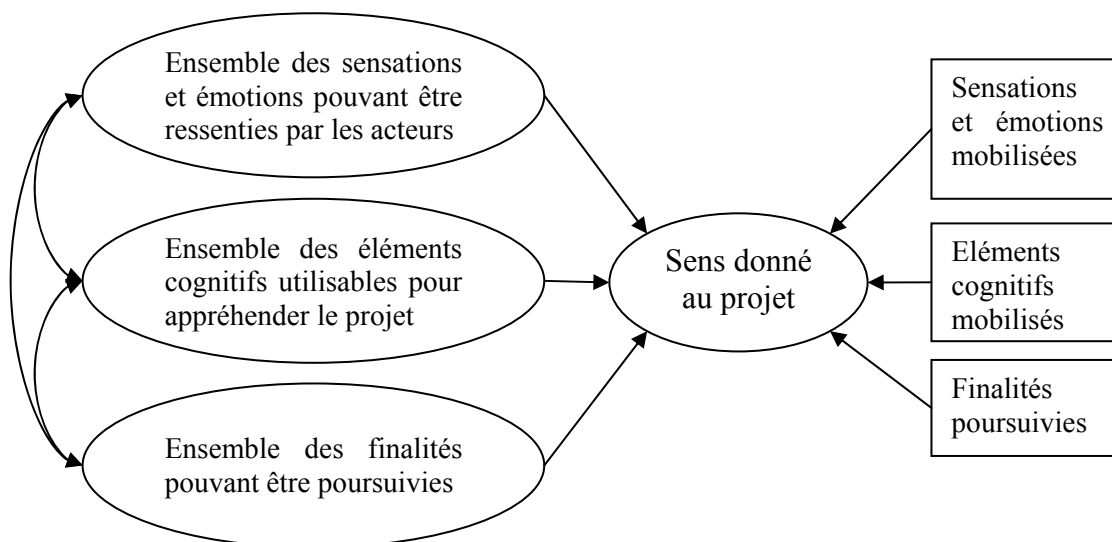 Ensemble des sensations
et émotions pouvant être
ressenties par les acteurs
Ensemble des éléments
cognitifs utilisables pour
appréhender le projet
Ensemble des finalités
pouvant être poursuivies
Sens donné
au projet
Sensations
et émotions
mobilisées
Eléments
cognitifs
mobilisés
Finalités
poursuivies